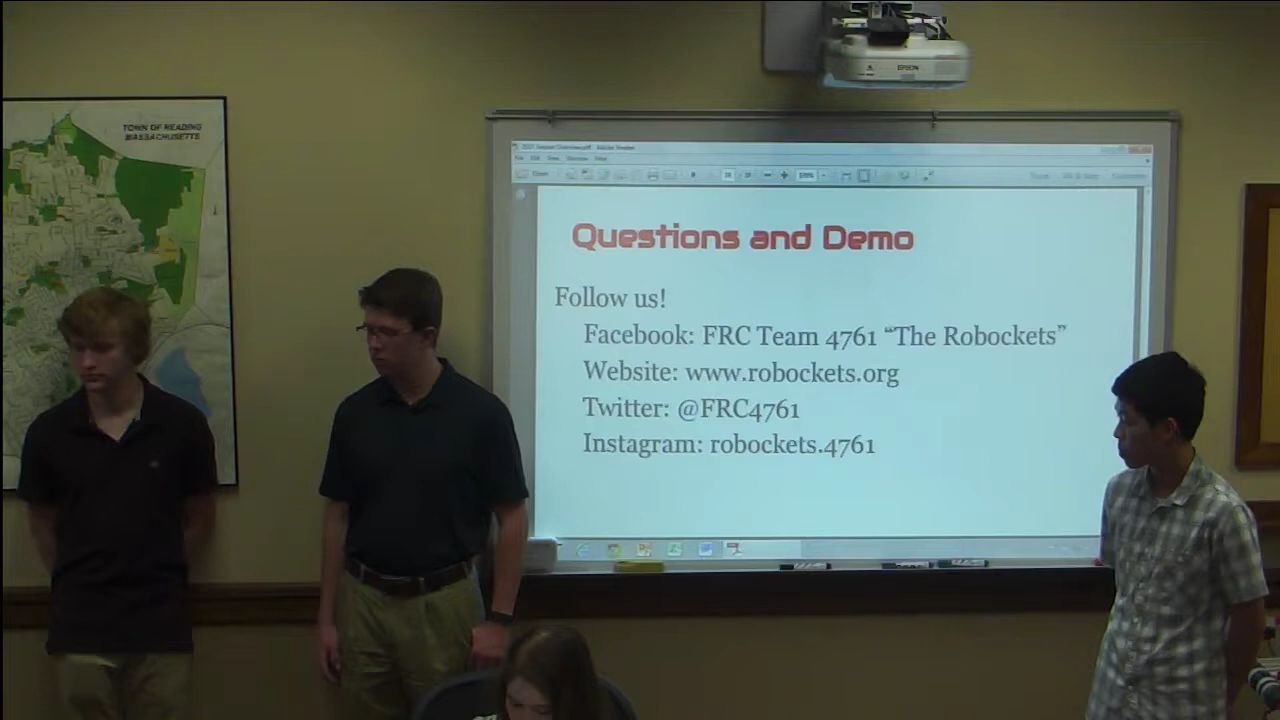 EPSON
TOWN OF READING
MASSACHUSETTS
Questions and Demo
Follow us!
Facebook: FRC Team 4761 “The Robockets”
Website: www.robockets.org
Twitter: @FRC4761
Instagram: robockets.4761